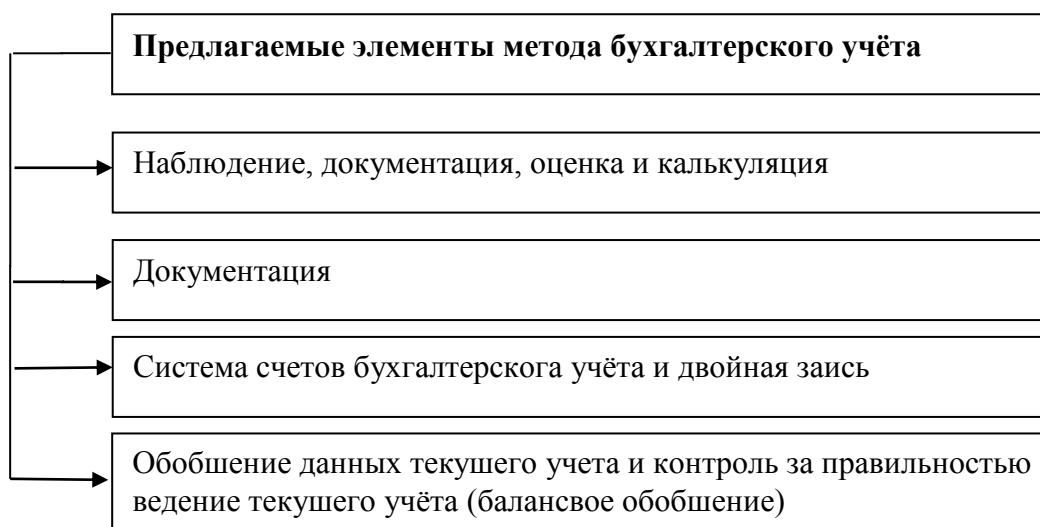 Предлагаемые элементы метода бухгалтерского учёта
Наблюдение, документация, оценка и калькуляция
Документация
Система счетов бухгалтерскога учёта и двойная заись
Обобшение данных текушего учета и контроль за правильностью
ведение текушего учёта (балансвое обобшение)